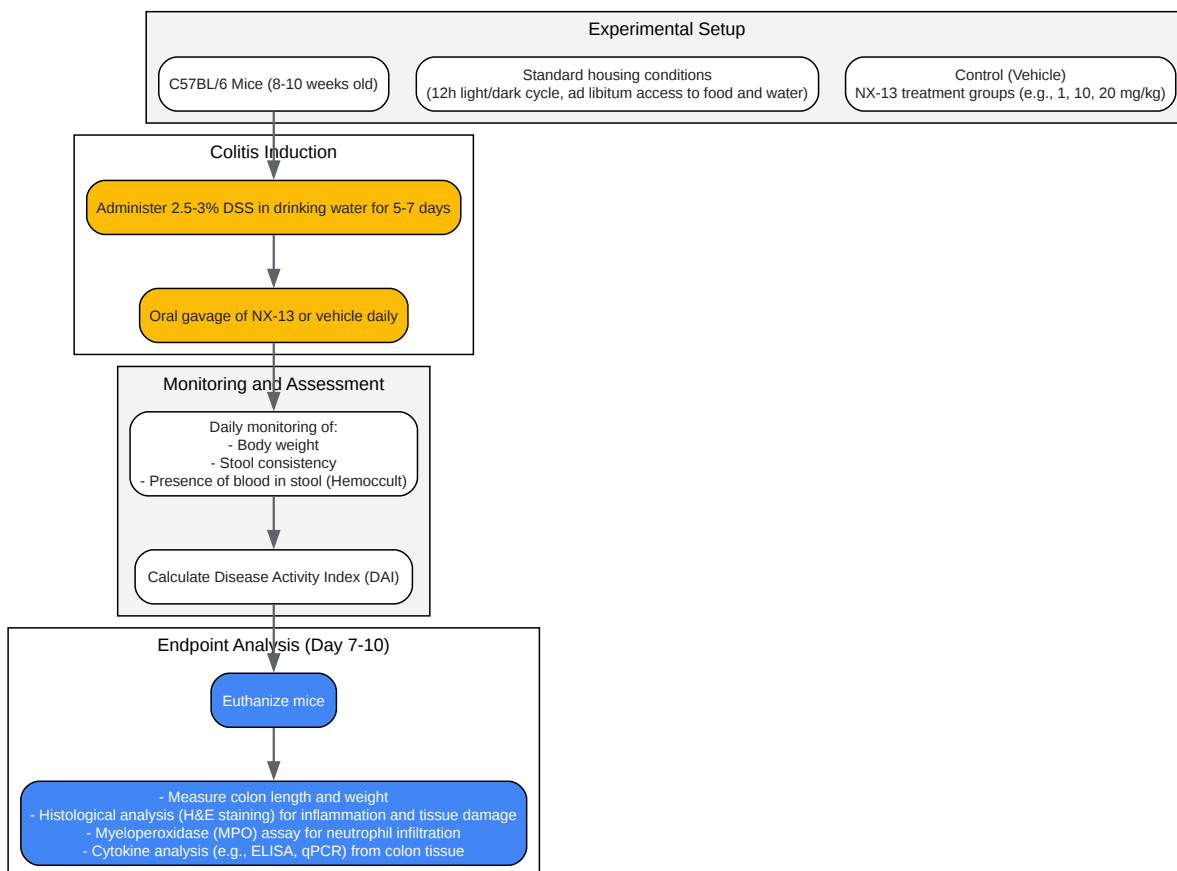 Experimental Setup
C57BL/6 Mice (8-10 weeks old)
Standard housing conditions
(12h light/dark cycle, ad libitum access to food and water)
Control (Vehicle)
NX-13 treatment groups (e.g., 1, 10, 20 mg/kg)
Colitis Induction
Administer 2.5-3% DSS in drinking water for 5-7 days
Oral gavage of NX-13 or vehicle daily
Monitoring and Assessment
Daily monitoring of:
- Body weight
- Stool consistency
- Presence of blood in stool (Hemoccult)
Calculate Disease Activity Index (DAI)
Endpoint Analysis (Day 7-10)
Euthanize mice
- Measure colon length and weight
- Histological analysis (H&E staining) for inflammation and tissue damage
- Myeloperoxidase (MPO) assay for neutrophil infiltration
- Cytokine analysis (e.g., ELISA, qPCR) from colon tissue